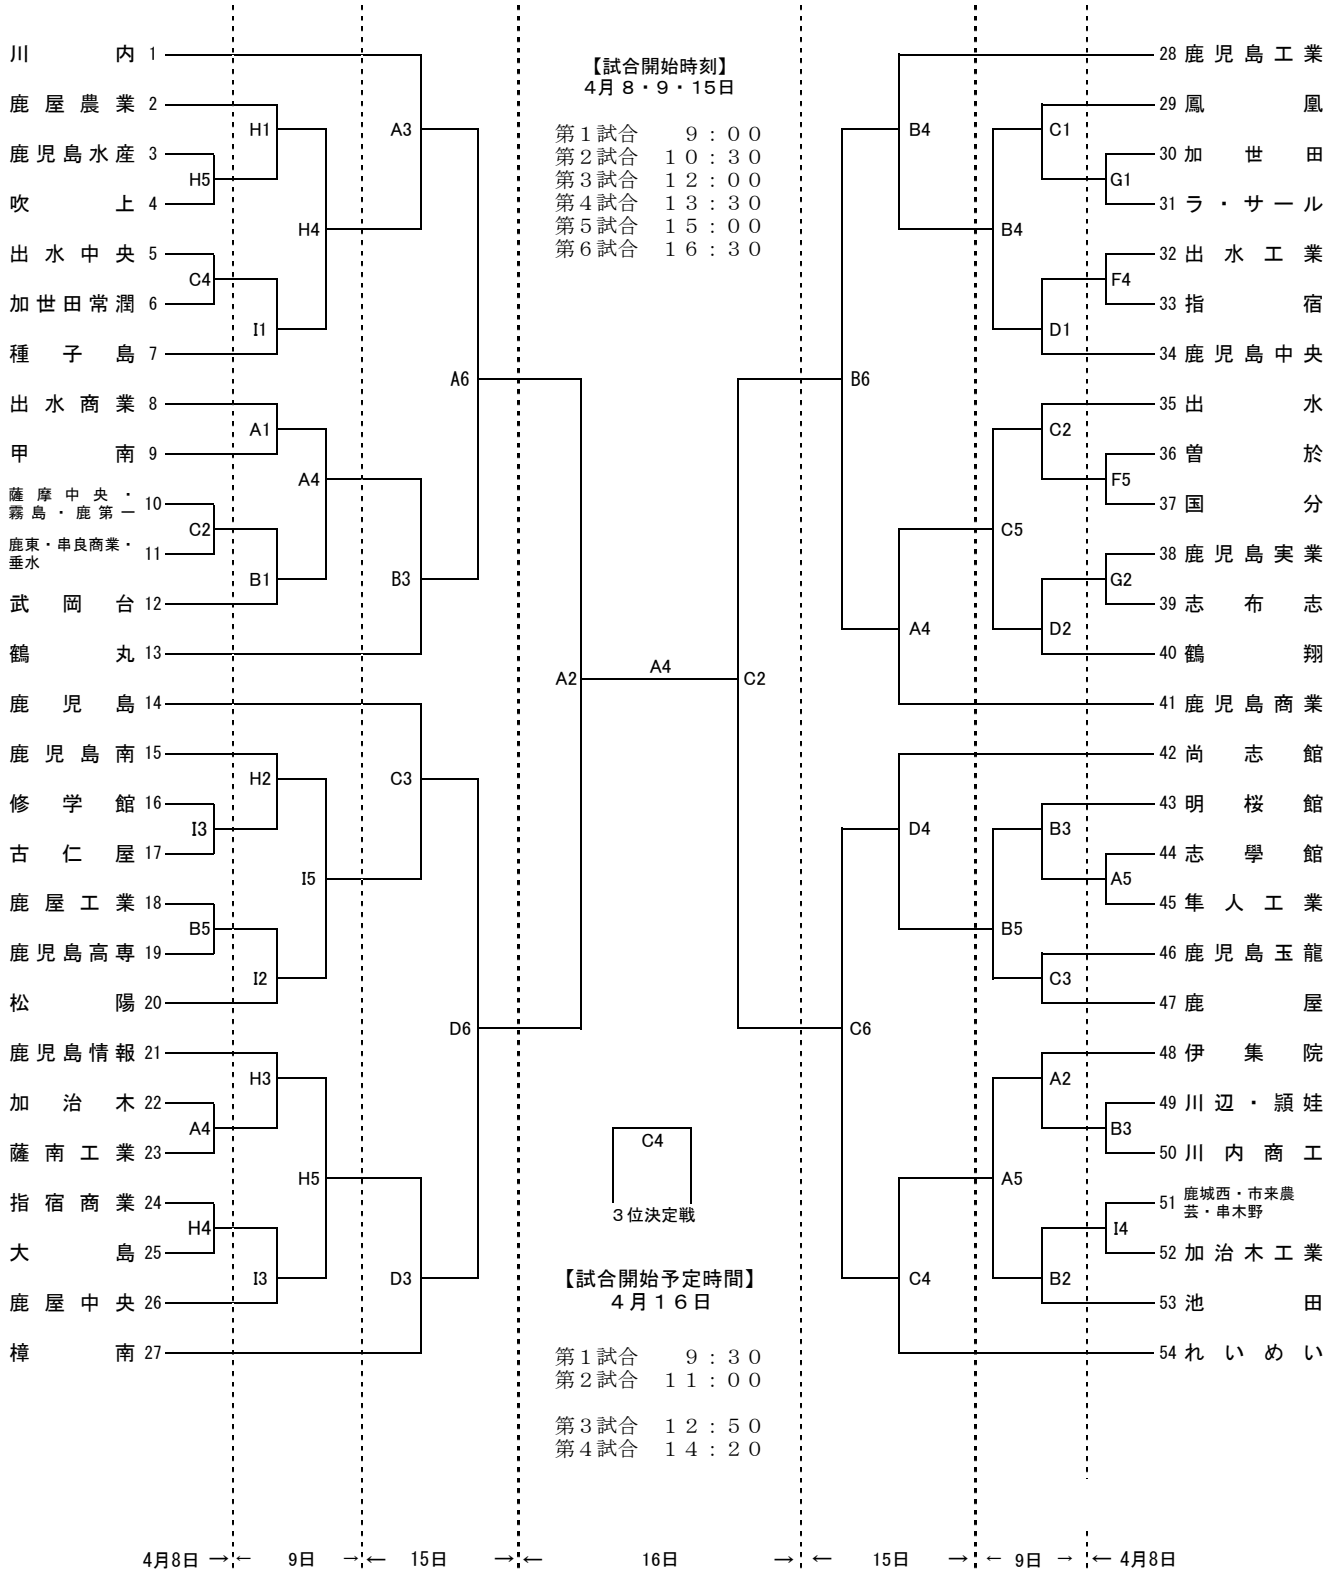 川内 1
鹿屋農業 2
鹿児島水産 3
吹上 4
出水中央 5
加世田常潤 6
種子島 7
出水商業 8
甲南 9
薩摩中央・
霧島・鹿第一 10
鹿東・串良商業・
垂水 11
武岡台 12
鶴丸 13
鹿児島 14
鹿児島南 15
修学館 16
古仁屋 17
鹿屋工業 18
鹿児島高専 19
松陽 20
鹿児島情報 21
加治木 22
薩南工業 23
指宿商業 24
大島 25
鹿屋中央 26
樟南 27
H5
C4
C2
I3
B5
A4
H4
H1
I1
A1
B1
H2
I2
H3
I3
H4
A4
I5
H5
A3
B3
C3
D3
A6
D6
A2
A4
C2
【試合開始時刻】
4月8・9・15日
第1試合 9:00
第2試合 10:30
第3試合 12:00
第4試合 13:30
第5試合 15:00
第6試合 16:30
C4
3位決定戦
【試合開始予定時間】
4月16日
第1試合 9:30
第2試合 11:00
第3試合 12:50
第4試合 14:20
B6
C6
B4
A4
D4
C4
B4
C5
B5
A5
C1
D1
C2
D2
B3
C3
A2
B2
G1
F4
F5
G2
A5
B3
I4
28 鹿児島工業
29 鳳凰
30 加世田
31 ラ・サール
32 出水工業
33 指宿
34 鹿児島中央
35 出水
36 曽於
37 国分
38 鹿児島実業
39 志布志
40 鶴翔
41 鹿児島商業
42 尚志館
43 明桜館
44 志學館
45 隼人工業
46 鹿児島玉龍
47 鹿屋
48 伊集院
49 川辺・頴娃
50 川内商工
51 鹿城西・市来農
芸・串木野
52 加治木工業
53 池田
54 れいめい
4月8日 →← 9日 →← 15日 →← 16日 →← 15日 →← 9日 →← 4月8日